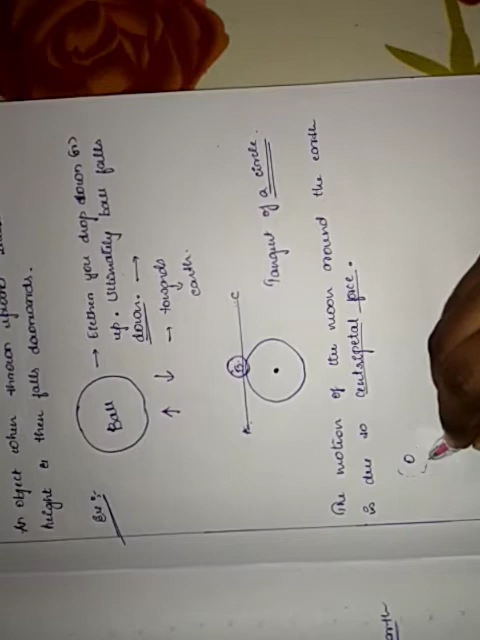 An object when thrown upward
height & then falls downwards.
Ex :-
Ball
→ Either you drop down (or)
up. Ultimately ball falls
down. →
↑ ↓ → towards
earth.
A B C
Tangent of a circle.
The motion of the moon around the earth
is due to centripetal force.
earth